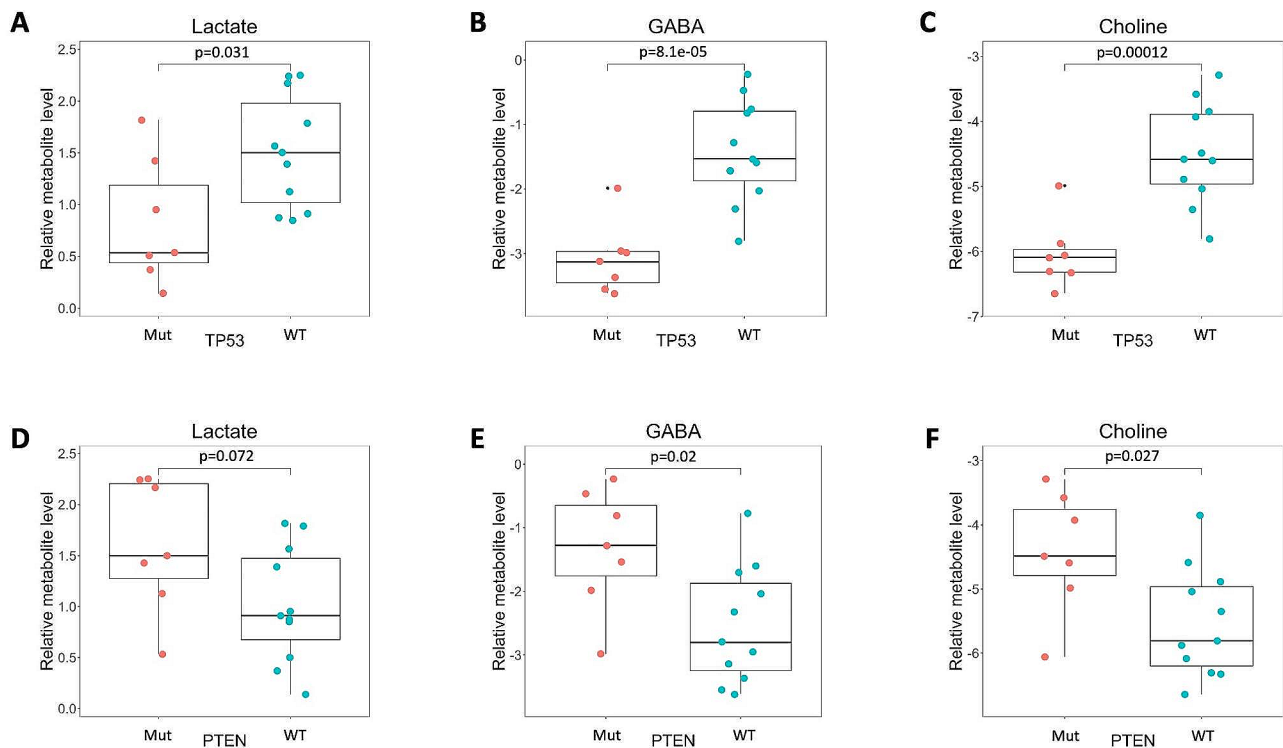 A
Lactate
p=0.031
Relative metabolite level
2.5
2.0
1.5
1.0
0.5
0.0
Mut
TP53
WT
B
GABA
p=8.1e-05
Relative metabolite level
0
-1
-2
-3
Mut
TP53
WT
C
Choline
p=0.00012
Relative metabolite level
-3
-4
-5
-6
-7
Mut
TP53
WT
D
Lactate
p=0.072
Relative metabolite level
2.5
2.0
1.5
1.0
0.5
0.0
Mut
PTEN
WT
E
GABA
p=0.02
Relative metabolite level
-0
-1
-2
-3
Mut
PTEN
WT
F
Choline
p=0.027
Relative metabolite level
-3
-4
-5
-6
Mut
PTEN
WT